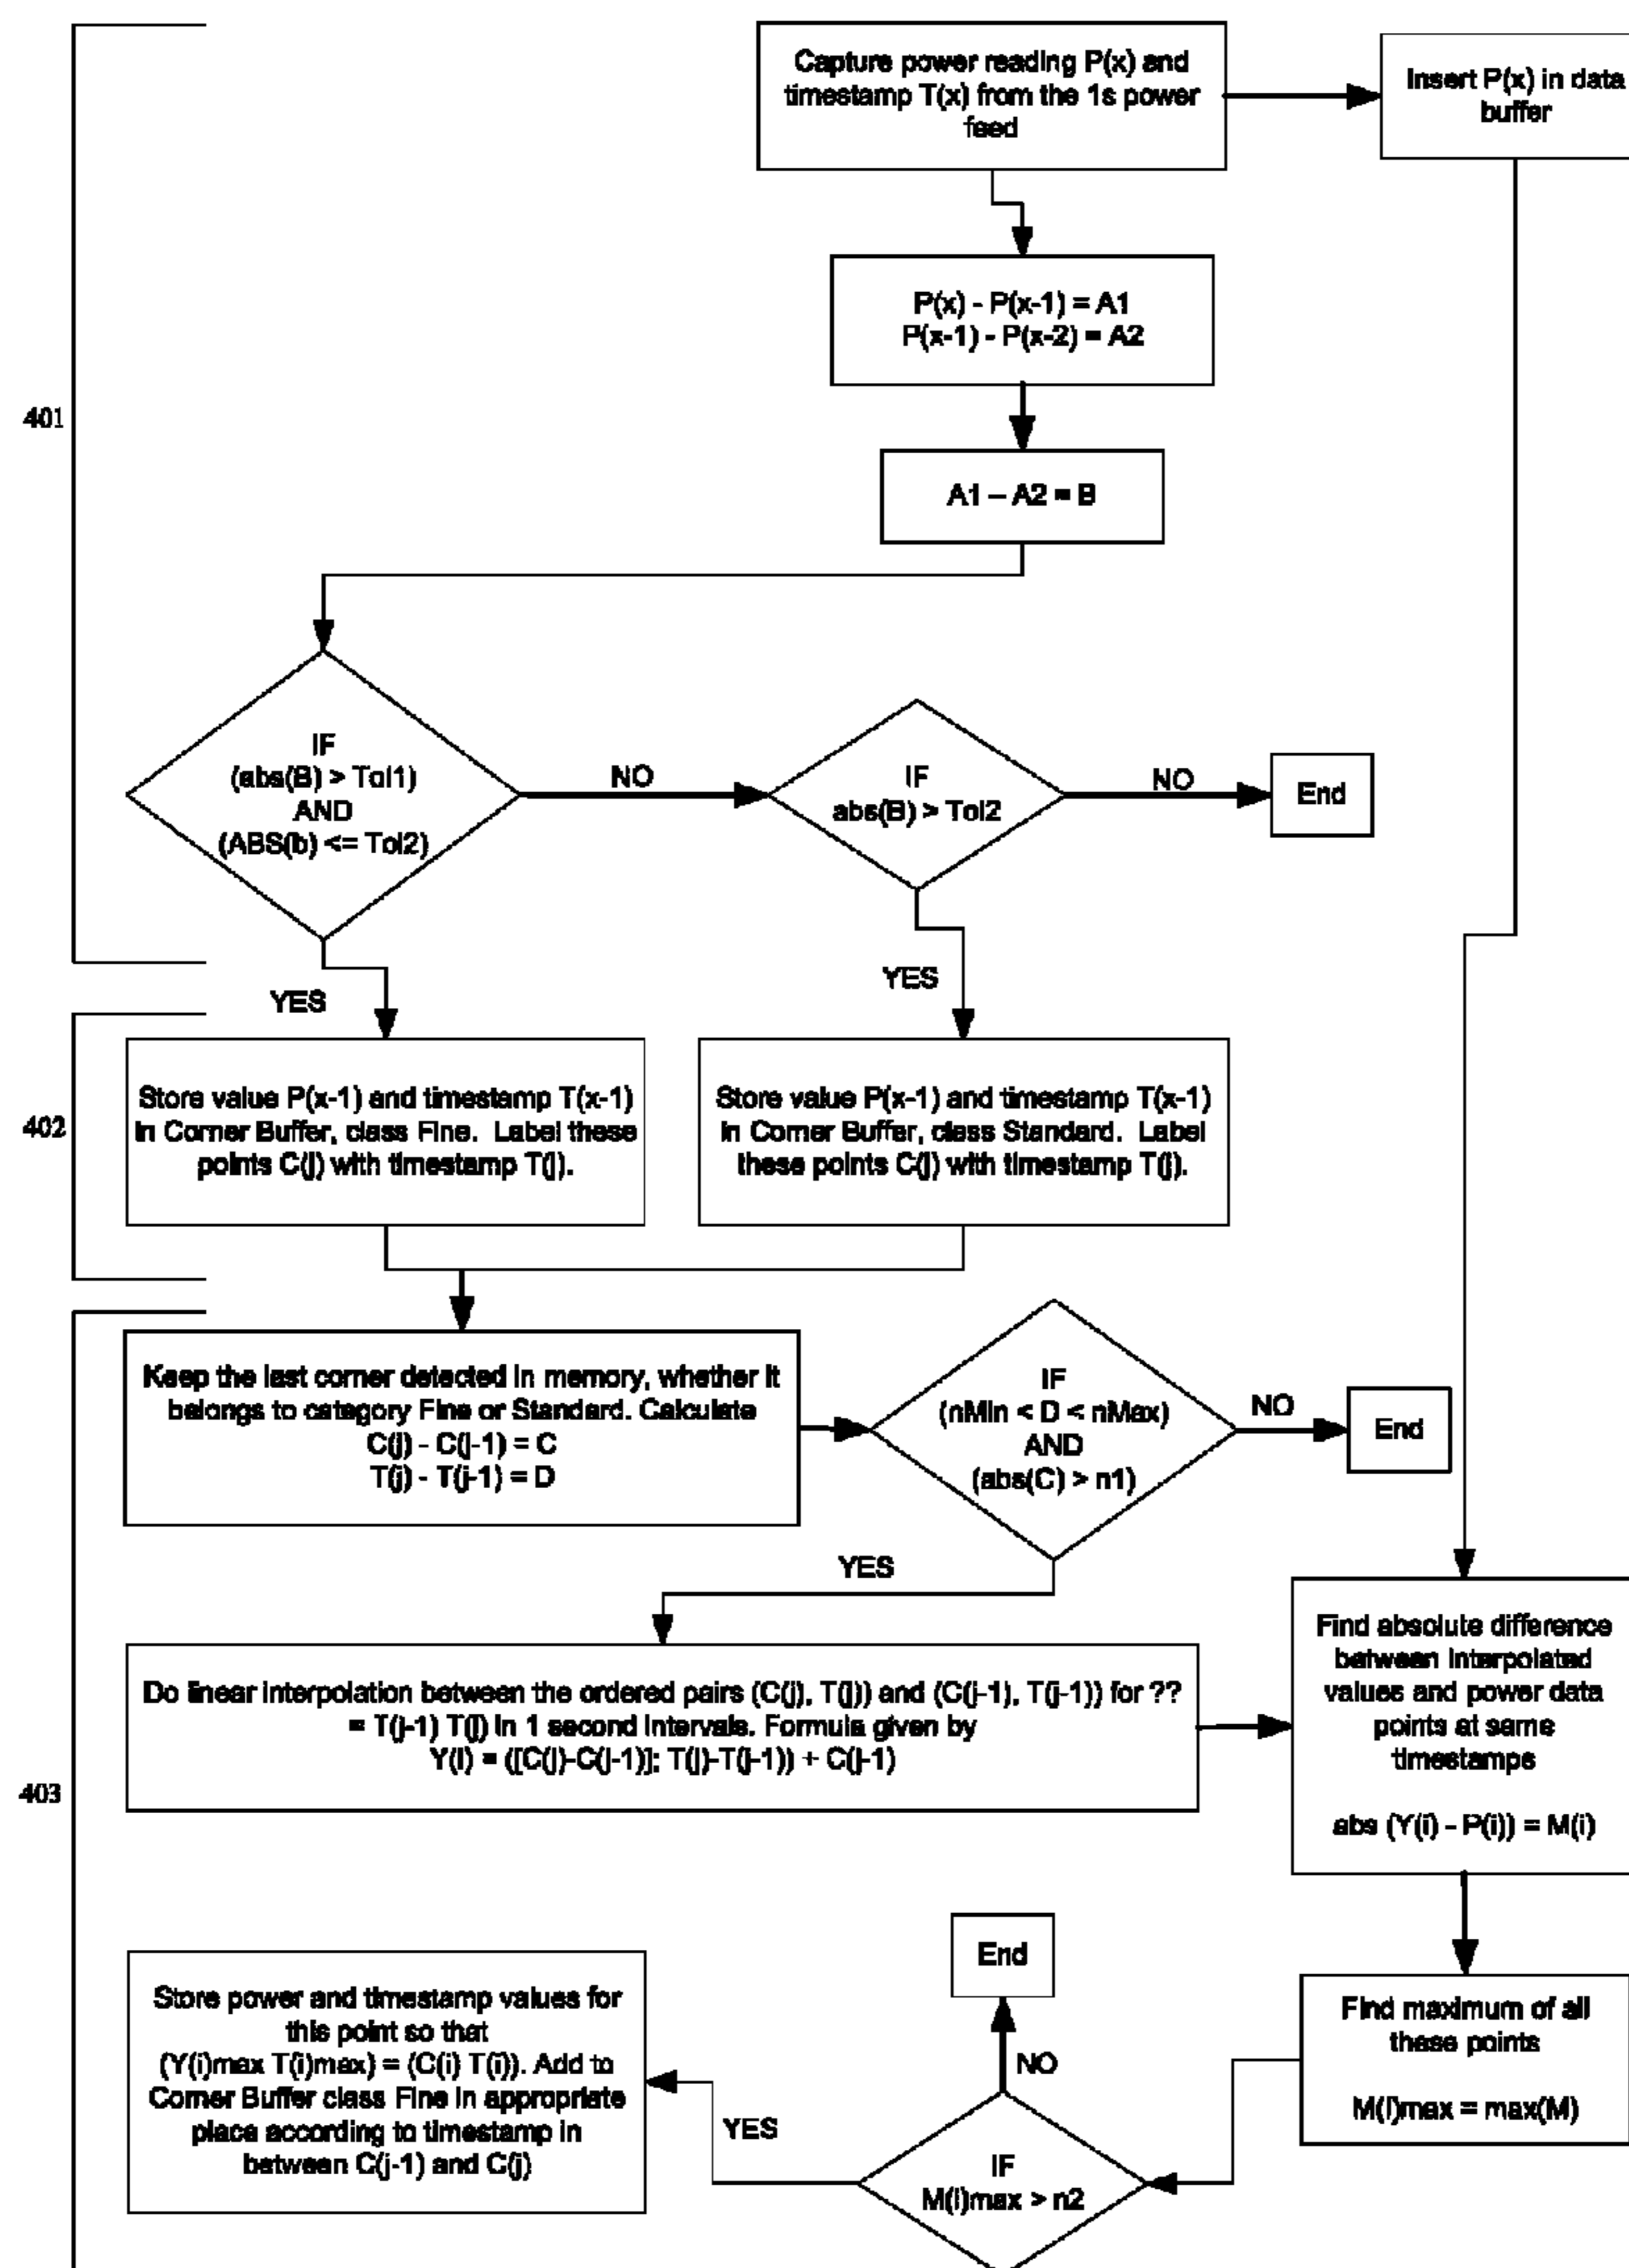 Capture power reading P(x) and
timestamp T(x) from the 1s power
feed
Insert P(x) in data
buffer
P(x) - P(x-1) = A1
P(x-1) - P(x-2) = A2
401
A1 – A2 = B
IF
(abs(B) > Tol1)
AND
(ABS(b) <= Tol2)
NO
IF
abs(B) > Tol2
NO
End
YES
YES
402
Store value P(x-1) and timestamp T(x-1)
in Corner Buffer, class Fine. Label these
points C(j) with timestamp T(j).
Store value P(x-1) and timestamp T(x-1)
in Corner Buffer, class Standard. Label
these points C(j) with timestamp T(j).
Keep the last corner detected in memory, whether it
belongs to category Fine or Standard. Calculate
C(j) - C(j-1) = C
T(j) - T(j-1) = D
IF
(nMin < D < nMax)
AND
(abs(C) > n1)
NO
End
YES
403
Do linear interpolation between the ordered pairs (C(j), T(j)) and (C(j-1), T(j-1)) for ??
= T(j-1) T(j) in 1 second intervals. Formula given by
Y(i) = ([C(j)-C(j-1)]; T(j)-T(j-1)) + C(j-1)
Find absolute difference
between interpolated
values and power data
points at same
timestamps
abs (Y(i) - P(i)) = M(i)
Find maximum of all
these points
M(i)max = max(M)
End
NO
IF
M(i)max > n2
YES
Store power and timestamp values for
this point so that
(Y(i)max T(i)max) = (C(i) T(i)). Add to
Corner Buffer class Fine in appropriate
place according to timestamp in
between C(j-1) and C(j)